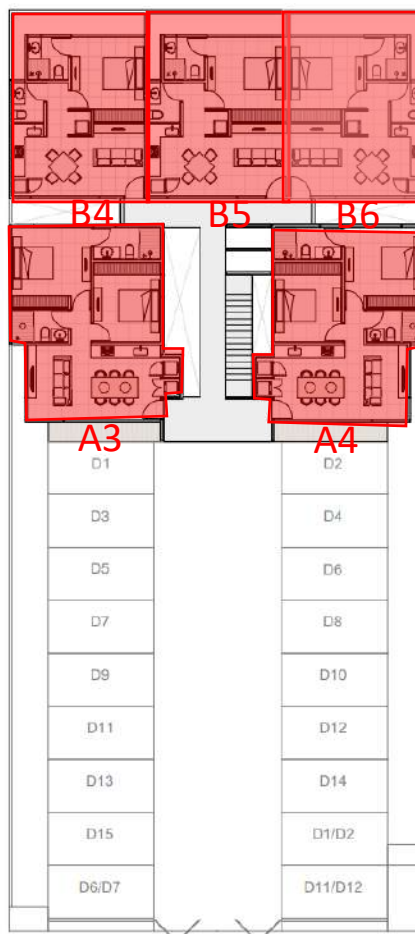 B4 B5 B6
A3 A4
D1 D2
D3 D4
D5 D6
D7 D8
D9 D10
D11 D12
D13 D14
D15 D1/D2
D6/D7 D11/D12